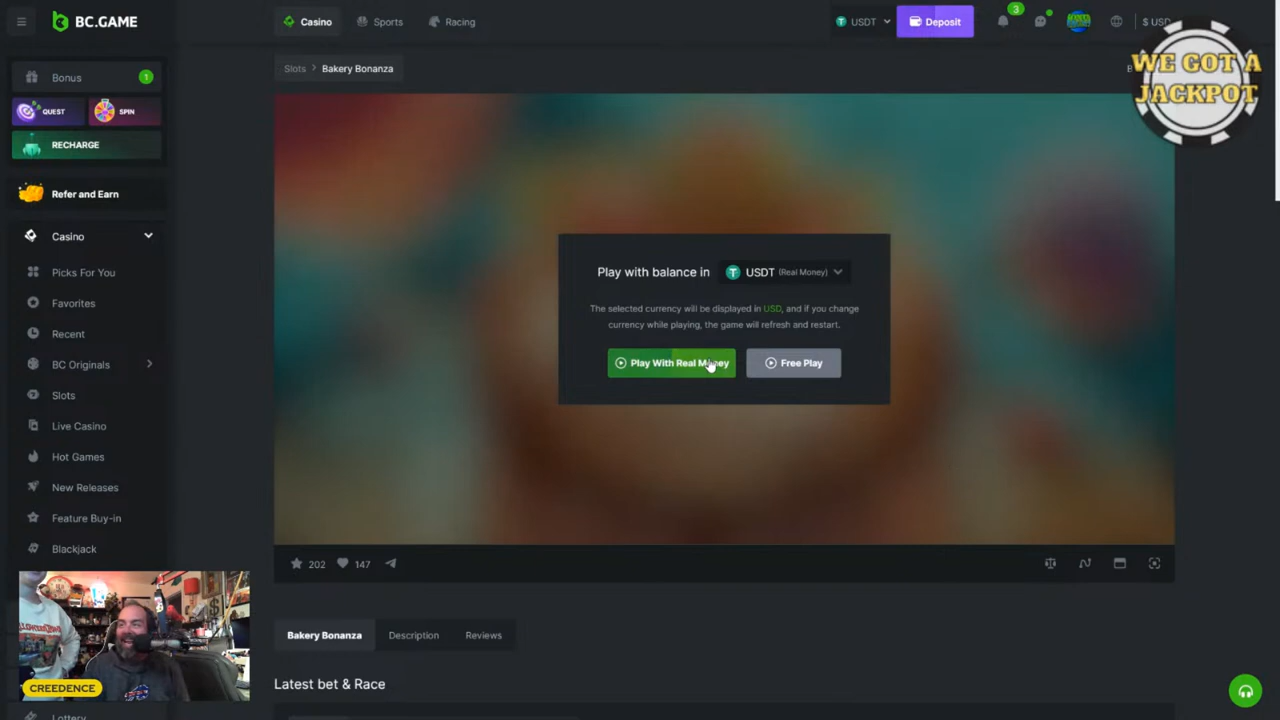 BC.GAME
Casino
Sports
Racing
USDT
Deposit
3
$ USD
WE GOT A
JACKPOT
Slots
Bakery Bonanza
Bonus
1
QUEST
SPIN
RECHARGE
Refer and Earn
Casino
Picks For You
Favorites
Recent
BC Originals
Slots
Live Casino
Hot Games
New Releases
Feature Buy-in
Blackjack
Lottery
Play with balance in
USDT (Real Money)
The selected currency will be displayed in USD, and if you change
currency while playing, the game will refresh and restart.
Play With Real Money
Free Play
202
147
Bakery Bonanza
Description
Reviews
Latest bet & Race
CREEDENCE